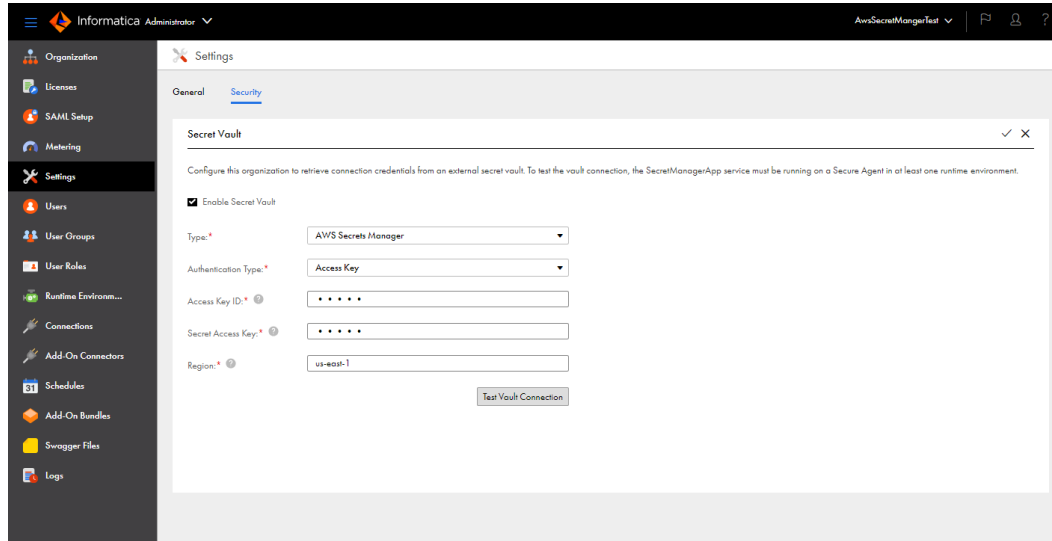 Informatica Administrator
AwsSecretMangerTest
?
Organization
Settings
Licenses
General Security
SAML Setup
Secret Vault
Metering
Settings
Configure this organization to retrieve connection credentials from an external secret vault. To test the vault connection, the SecretManagerApp service must be running on a Secure Agent in at least one runtime environment.
Users
Enable Secret Vault
User Groups
Type:* AWS Secrets Manager
User Roles
Authentication Type:* Access Key
Runtime Environm...
Access Key ID:* ? • • • • •
Connections
Secret Access Key:* ? • • • • •
Add-On Connectors
Region:* ? us-east-1
31 Schedules
Test Vault Connection
Add-On Bundles
Swagger Files
Logs